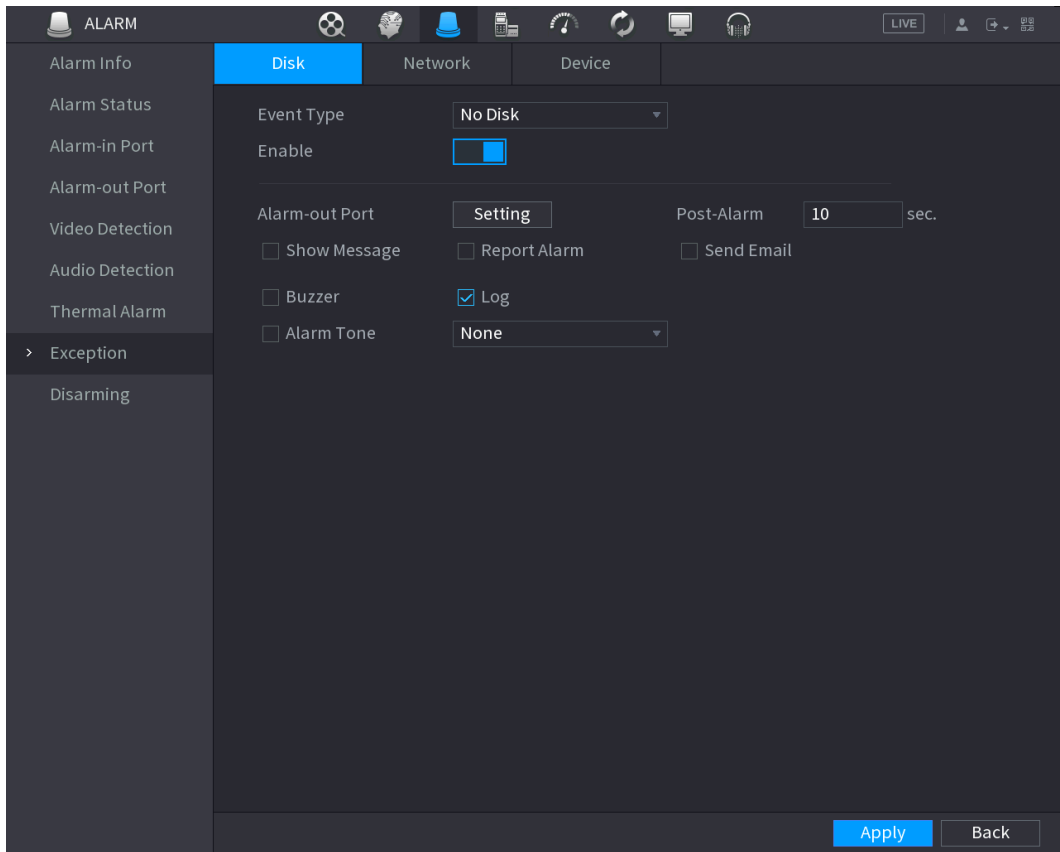 ALARM
LIVE
Alarm Info
Alarm Status
Alarm-in Port
Alarm-out Port
Video Detection
Audio Detection
Thermal Alarm
Exception
Disarming
Disk Network Device
Event Type No Disk
Enable
Alarm-out Port Setting Post-Alarm 10 sec.
Show Message Report Alarm Send Email
Buzzer Log
Alarm Tone None
Apply Back